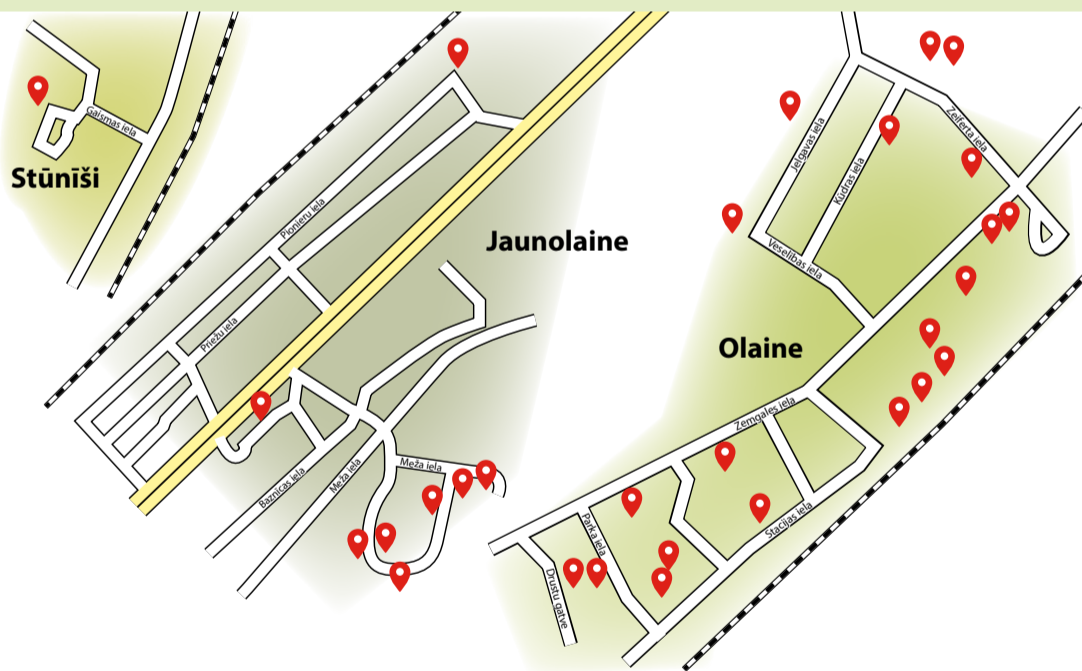 Gaismas iela
Stūnīši
Pionieru iela
Priežu iela
Jaunolaine
Baznīcas iela
Meža iela
Meža iela
Jelgavas iela
Kūdras iela
Zeiferta iela
Veselības iela
Olaine
Zemgales iela
Stacijas iela
Parka iela
Drustu gatve